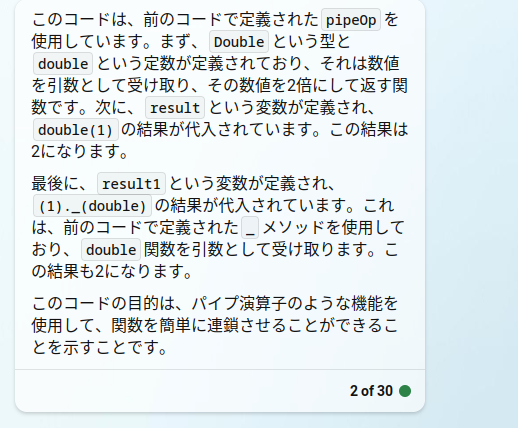 このコードは、前のコードで定義された pipeOp を
使用しています。まず、 Double という型と
double という定数が定義されており、それは数値
を引数として受け取り、その数値を2倍にして返す関
数です。次に、 result という変数が定義され、
double(1) の結果が代入されています。この結果は
2になります。
最後に、 result1 という変数が定義され、
(1)._(double) の結果が代入されています。これ
は、前のコードで定義された _ メソッドを使用して
おり、 double 関数を引数として受け取ります。こ
の結果も2になります。
このコードの目的は、パイプ演算子のような機能を
使用して、関数を簡単に連鎖させることができるこ
とを示すことです。
2 of 30